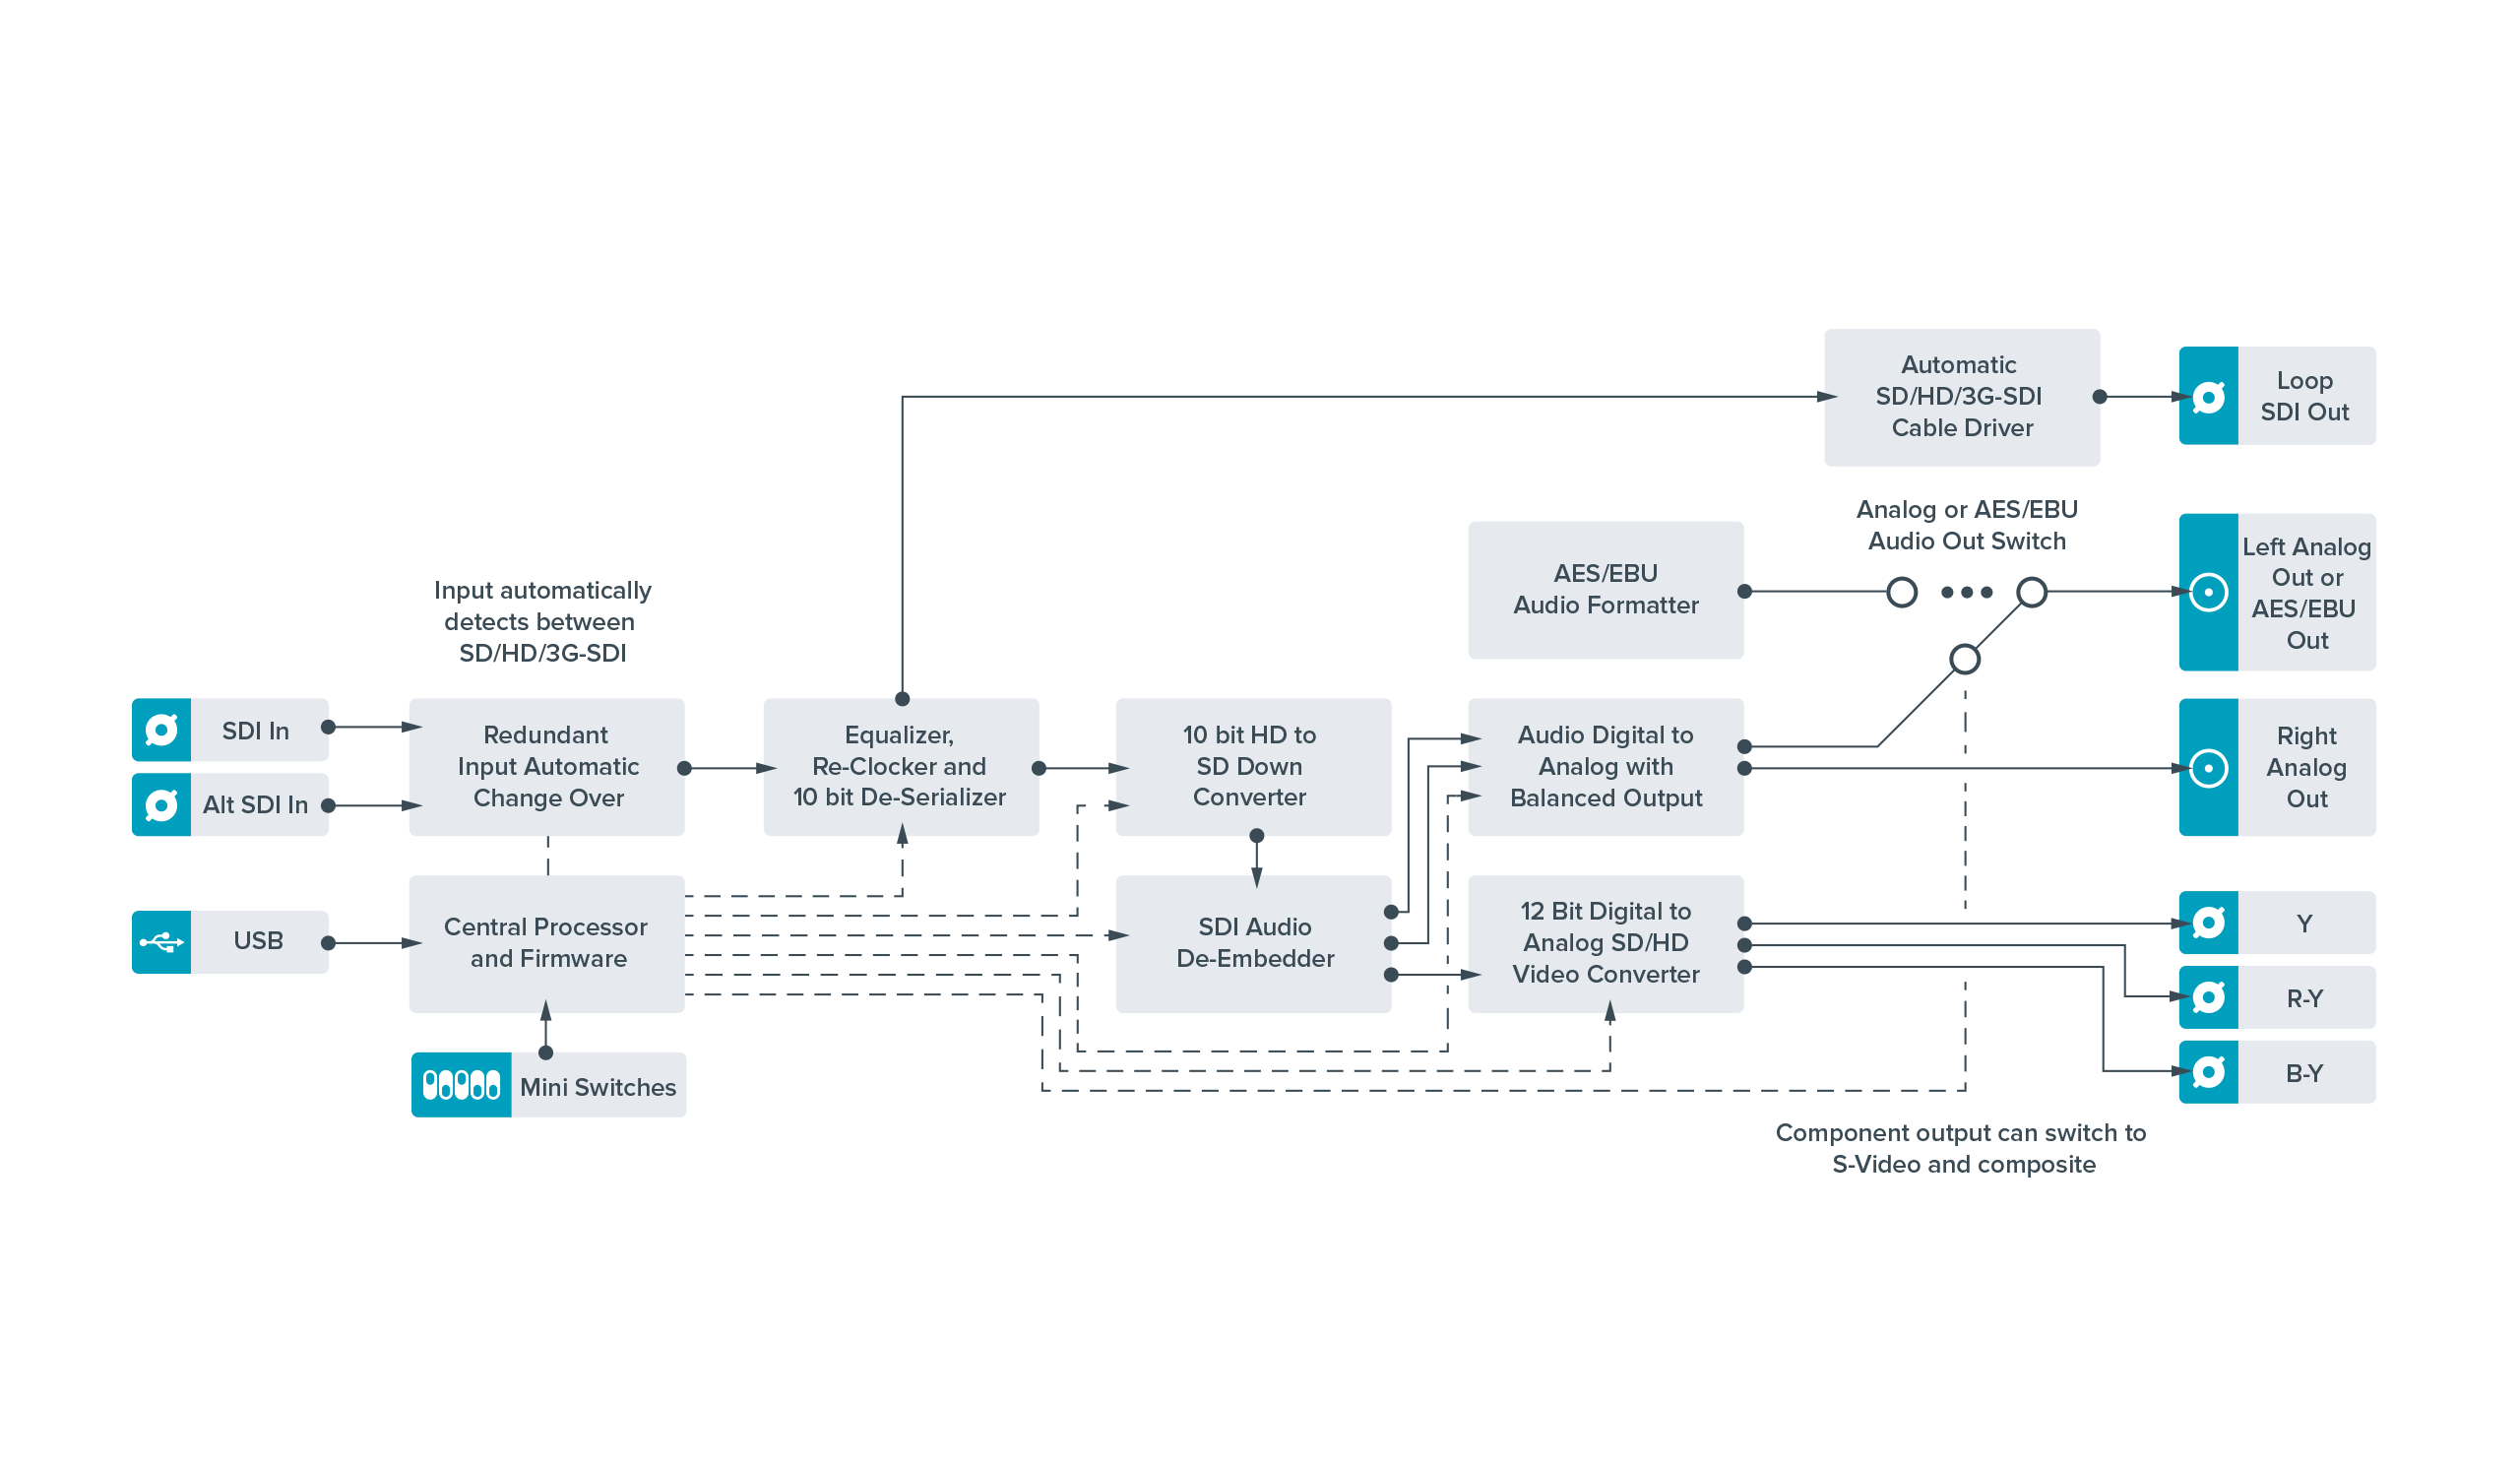 Automatic
SD/HD/3G-SDI
Cable Driver
Loop
SDI Out
Analog or AES/EBU
Audio Out Switch
AES/EBU
Audio Formatter
Left Analog
Out or
AES/EBU
Out
Input automatically
detects between
SD/HD/3G-SDI
SDI In
Alt SDI In
Redundant
Input Automatic
Change Over
Equalizer,
Re-Clocker and
10 bit De-Serializer
10 bit HD to
SD Down
Converter
Audio Digital to
Analog with
Balanced Output
Right
Analog
Out
USB
Central Processor
and Firmware
SDI Audio
De-Embedder
12 Bit Digital to
Analog SD/HD
Video Converter
Y
R-Y
B-Y
Mini Switches
Component output can switch to
S-Video and composite